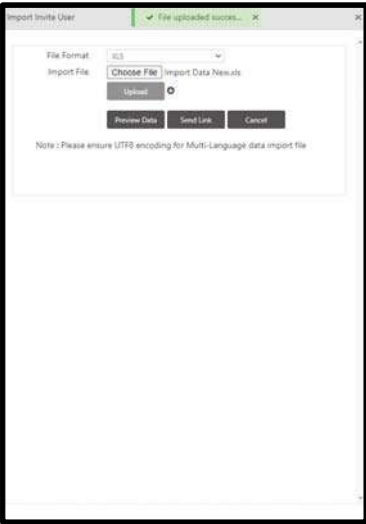 Import Invite User
✔ File uploaded succes... ×
×
File Format XLS
Import File Choose File Import Data New.xls
Upload
Preview Data Send Link Cancel
Note : Please ensure UTF8 encoding for Multi-Language data import file